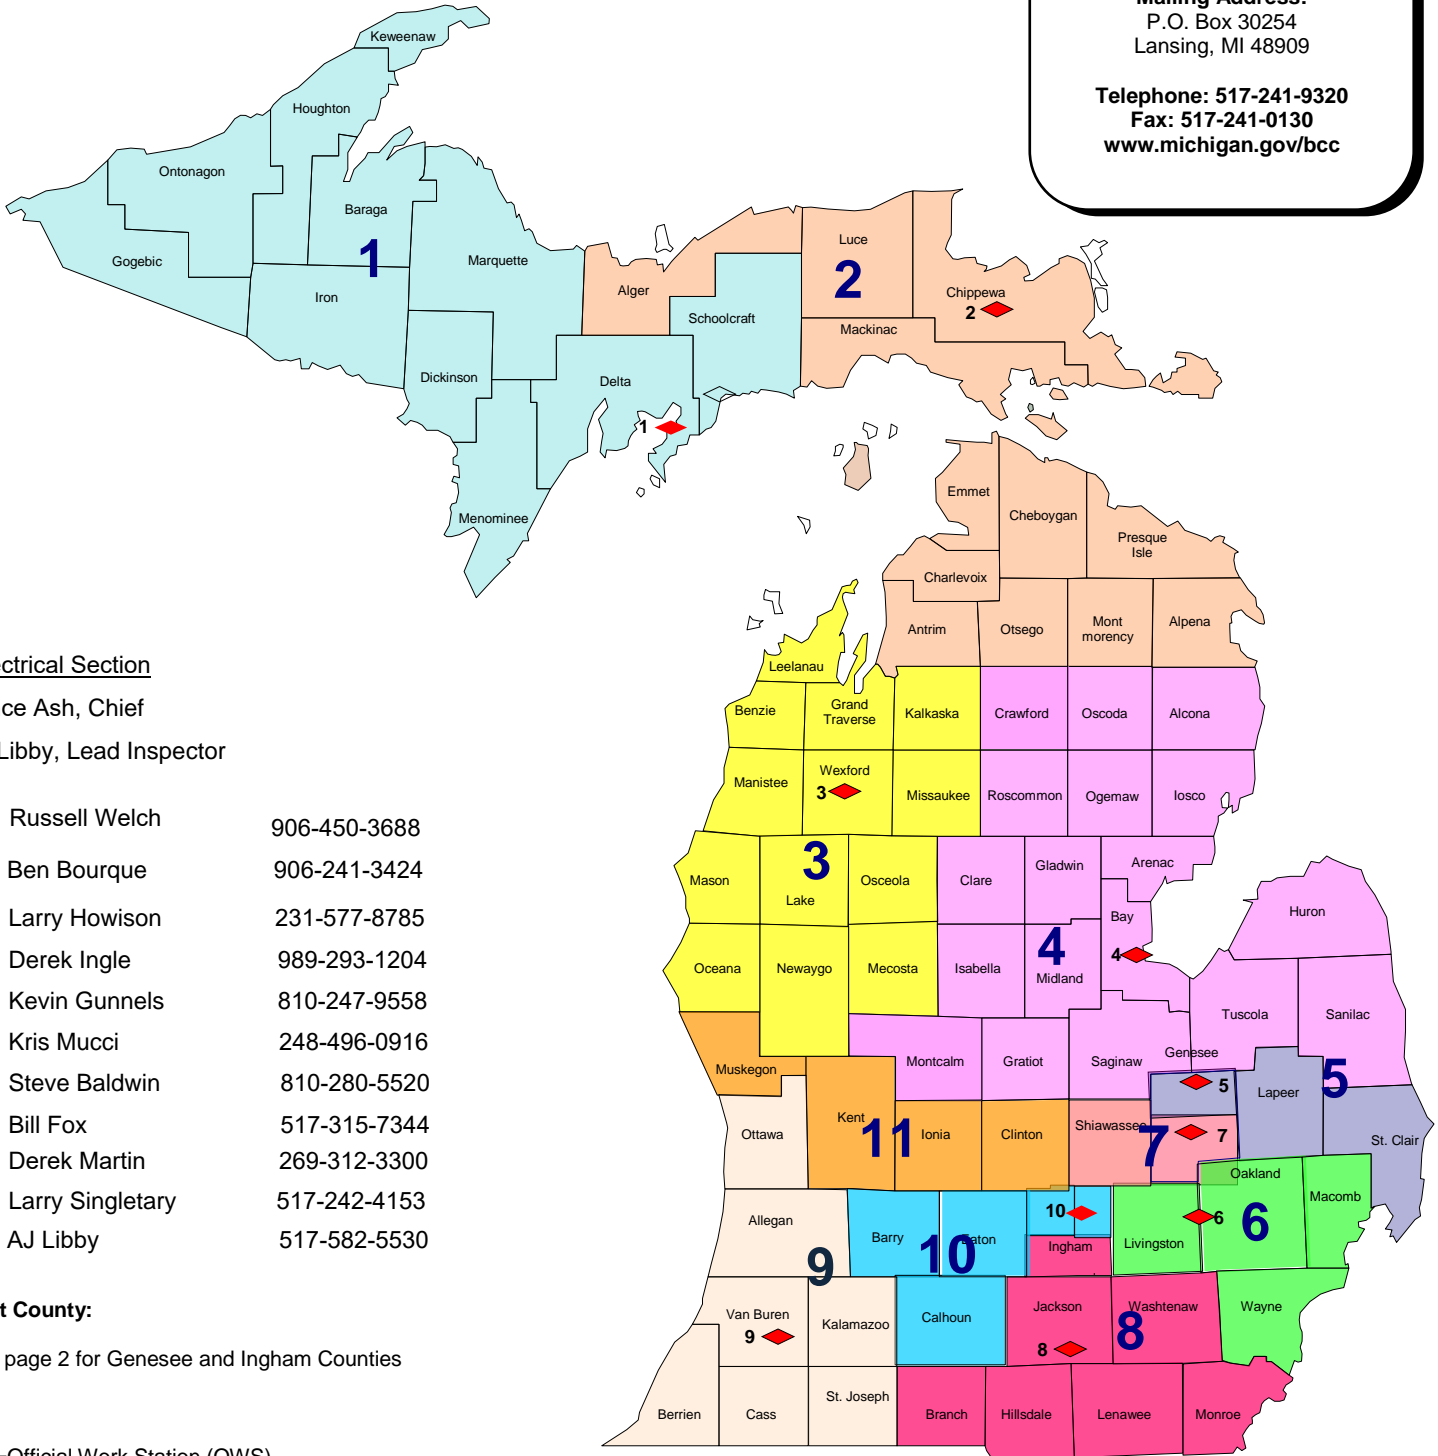 Mailing Address:
P.O. Box 30254
Lansing, MI 48909
Telephone: 517-241-9320
Fax: 517-241-0130
www.michigan.gov/bcc
Keweenaw
Houghton
Ontonagon
Baraga
1
Gogebic
Iron
Marquette
Dickinson
Menominee
Delta
1
Alger
Schoolcraft
Luce
2
Chippewa
2
Mackinac
Emmet
Cheboygan
Presque
Isle
Charlevoix
Antrim
Otsego
Mont
morency
Alpena
Leelanau
Benzie
Grand
Traverse
Kalkaska
Crawford
Oscoda
Alcona
Manistee
Wexford
3
Missaukee
Roscommon
Ogemaw
Iosco
Mason
3
Lake
Osceola
Clare
Gladwin
Arenac
Bay
4
Huron
Oceana
Newaygo
Mecosta
Isabella
4
Midland
Tuscola
Sanilac
Muskegon
Montcalm
Gratiot
Saginaw
Genesee
5
Lapeer
5
Ottawa
Kent
11
Ionia
Clinton
Shiawassee
7
7
St. Clair
Oakland
Macomb
Allegan
9
Barry
10
Eaton
10
Ingham
Livingston
6
6
Van Buren
9
Kalamazoo
Calhoun
Jackson
8
Washtenaw
8
Wayne
Berrien
Cass
St. Joseph
Branch
Hillsdale
Lenawee
Monroe
ectrical Section
ce Ash, Chief
Libby, Lead Inspector
Russell Welch 906-450-3688
Ben Bourque 906-241-3424
Larry Howison 231-577-8785
Derek Ingle 989-293-1204
Kevin Gunnels 810-247-9558
Kris Mucci 248-496-0916
Steve Baldwin 810-280-5520
Bill Fox 517-315-7344
Derek Martin 269-312-3300
Larry Singletary 517-242-4153
AJ Libby 517-582-5530
t County:
page 2 for Genesee and Ingham Counties
–Official Work Station (OWS)